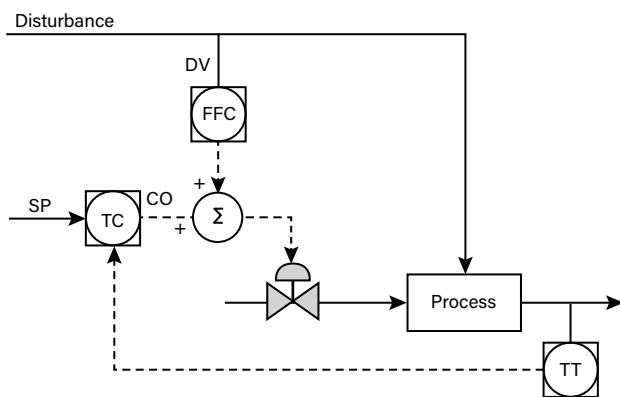 Disturbance
DV
FFC
+
SP
TC
CO
+
Σ
Process
TT